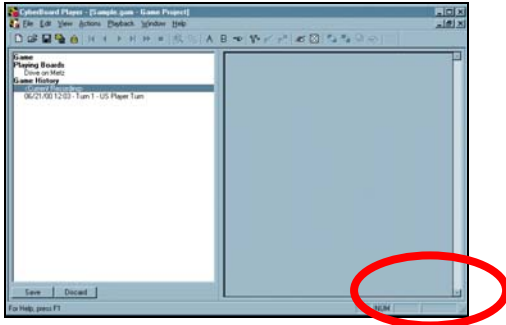 CyberBoard Player - [Sample.gam - Game Project]
File Edit View Actions Playback Window Help
A B
Game
Playing Boards
Drive on Metz
Game History
<Current Recording>
06/21/00 12:03 - Turn 1 - US Player Turn
Save Discard
For Help, press F1
NUM